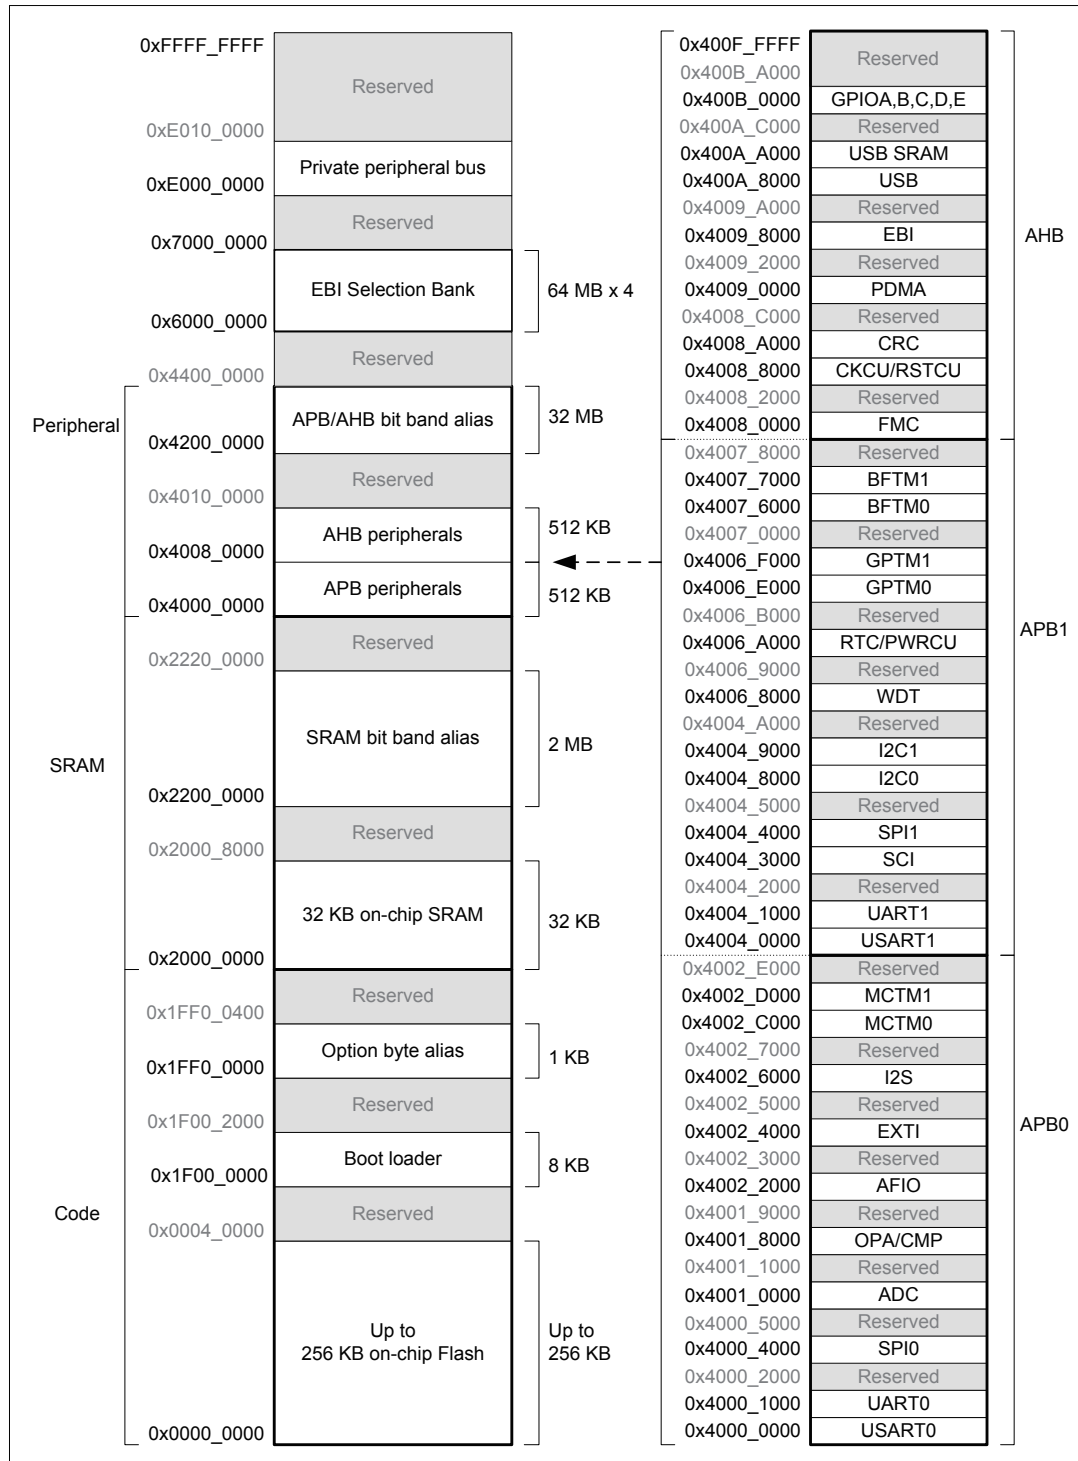 0xFFFF_FFFF
Reserved
0xE010_0000
Private peripheral bus
0xE000_0000
Reserved
0x7000_0000
EBI Selection Bank
64 MB x 4
0x6000_0000
Reserved
0x4400_0000
Peripheral
APB/AHB bit band alias
32 MB
0x4200_0000
Reserved
0x4010_0000
AHB peripherals
512 KB
0x4008_0000
APB peripherals
512 KB
0x4000_0000
Reserved
0x2220_0000
SRAM
SRAM bit band alias
2 MB
0x2200_0000
Reserved
0x2000_8000
32 KB on-chip SRAM
32 KB
0x2000_0000
Reserved
0x1FF0_0400
Option byte alias
1 KB
0x1FF0_0000
Reserved
0x1F00_2000
Boot loader
8 KB
0x1F00_0000
Code
Reserved
0x0004_0000
Up to
256 KB on-chip Flash
Up to
256 KB
0x0000_0000
0x400F_FFFF
Reserved
0x400B_A000
0x400B_0000 GPIOA,B,C,D,E
0x400A_C000 Reserved
0x400A_A000 USB SRAM
0x400A_8000 USB
0x4009_A000 Reserved
0x4009_8000 EBI
AHB
0x4009_2000 Reserved
0x4009_0000 PDMA
0x4008_C000 Reserved
0x4008_A000 CRC
0x4008_8000 CKCU/RSTCU
0x4008_2000 Reserved
0x4008_0000 FMC
0x4007_8000 Reserved
0x4007_7000 BFTM1
0x4007_6000 BFTM0
0x4007_0000 Reserved
0x4006_F000 GPTM1
0x4006_E000 GPTM0
0x4006_B000 Reserved
APB1
0x4006_A000 RTC/PWRCU
0x4006_9000 Reserved
0x4006_8000 WDT
0x4004_A000 Reserved
0x4004_9000 I2C1
0x4004_8000 I2C0
0x4004_5000 Reserved
0x4004_4000 SPI1
0x4004_3000 SCI
0x4004_2000 Reserved
0x4004_1000 UART1
0x4004_0000 USART1
0x4002_E000 Reserved
0x4002_D000 MCTM1
0x4002_C000 MCTM0
0x4002_7000 Reserved
0x4002_6000 I2S
0x4002_5000 Reserved
APB0
0x4002_4000 EXTI
0x4002_3000 Reserved
0x4002_2000 AFIO
0x4001_9000 Reserved
0x4001_8000 OPA/CMP
0x4001_1000 Reserved
0x4001_0000 ADC
0x4000_5000 Reserved
0x4000_4000 SPI0
0x4000_2000 Reserved
0x4000_1000 UART0
0x4000_0000 USART0